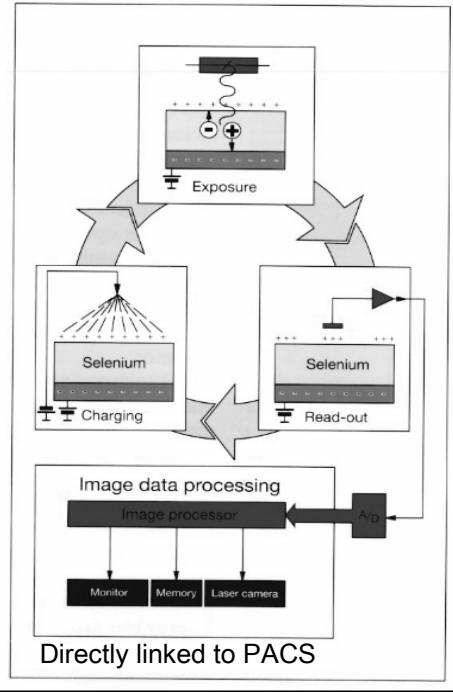 Exposure
Selenium
Charging
Selenium
Read-out
Image data processing
Image processor
A/D
Monitor
Memory
Laser camera
Directly linked to PACS